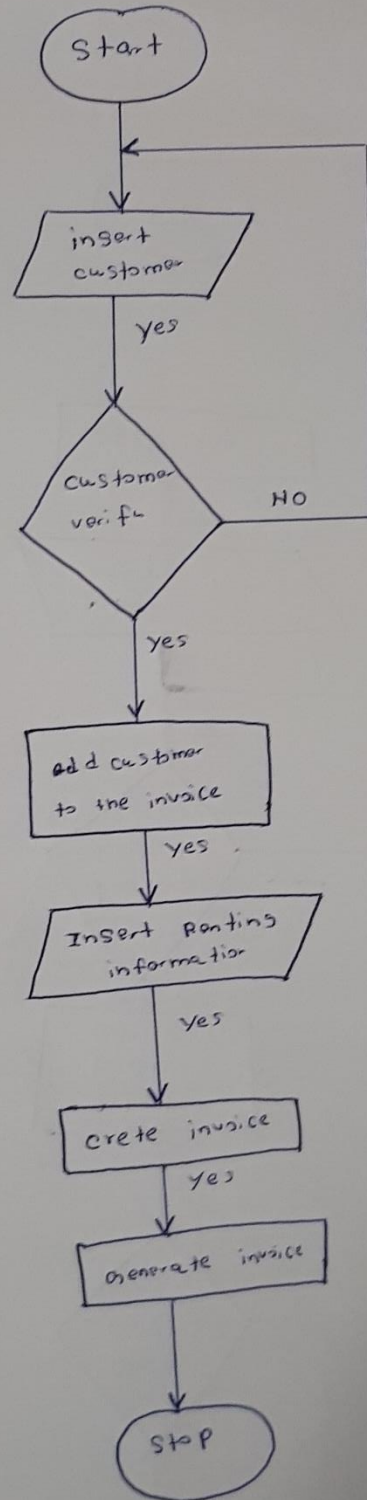 Start
insert
customer
yes
customer
verify
NO
yes
add customer
to the invoice
yes
Insert Renting
information
yes
crete invoice
yes
Generate invoice
stop